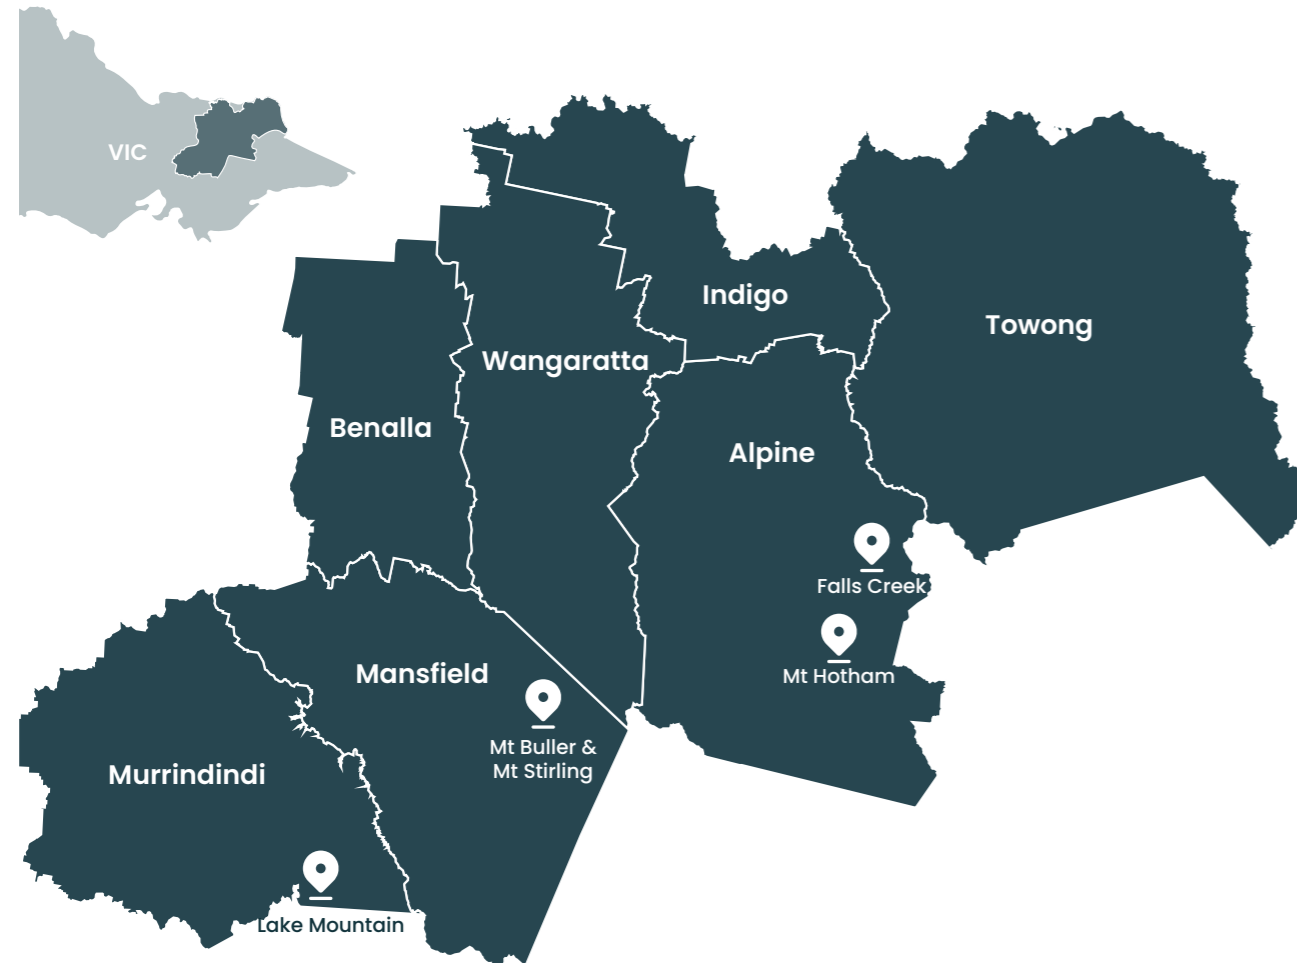 VIC
Indigo
Towong
Wangaratta
Benalla
Alpine
Falls Creek
Mt Hotham
Mansfield
Mt Buller &
Mt Stirling
Murrindindi
Lake Mountain